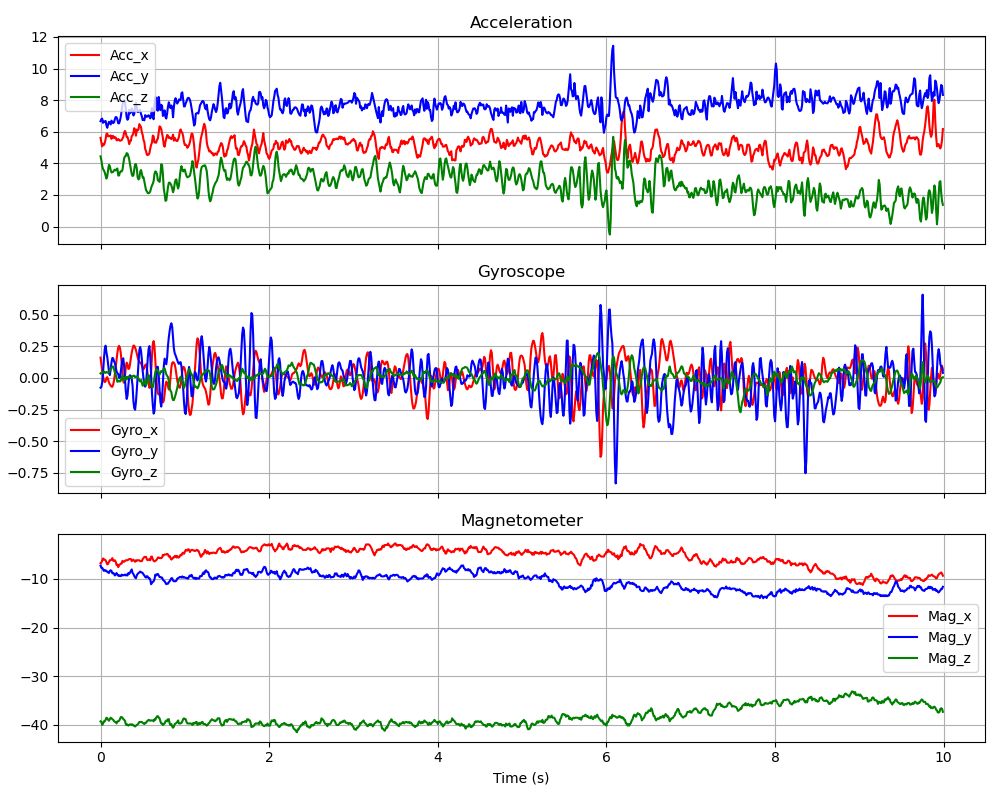 Acceleration
12
10
8
6
4
2
0
Acc_x
Acc_y
Acc_z
Gyroscope
0.50
0.25
0.00
−0.25
−0.50
−0.75
Gyro_x
Gyro_y
Gyro_z
Magnetometer
−10
−20
−30
−40
Mag_x
Mag_y
Mag_z
0 2 4 6 8 10
Time (s)